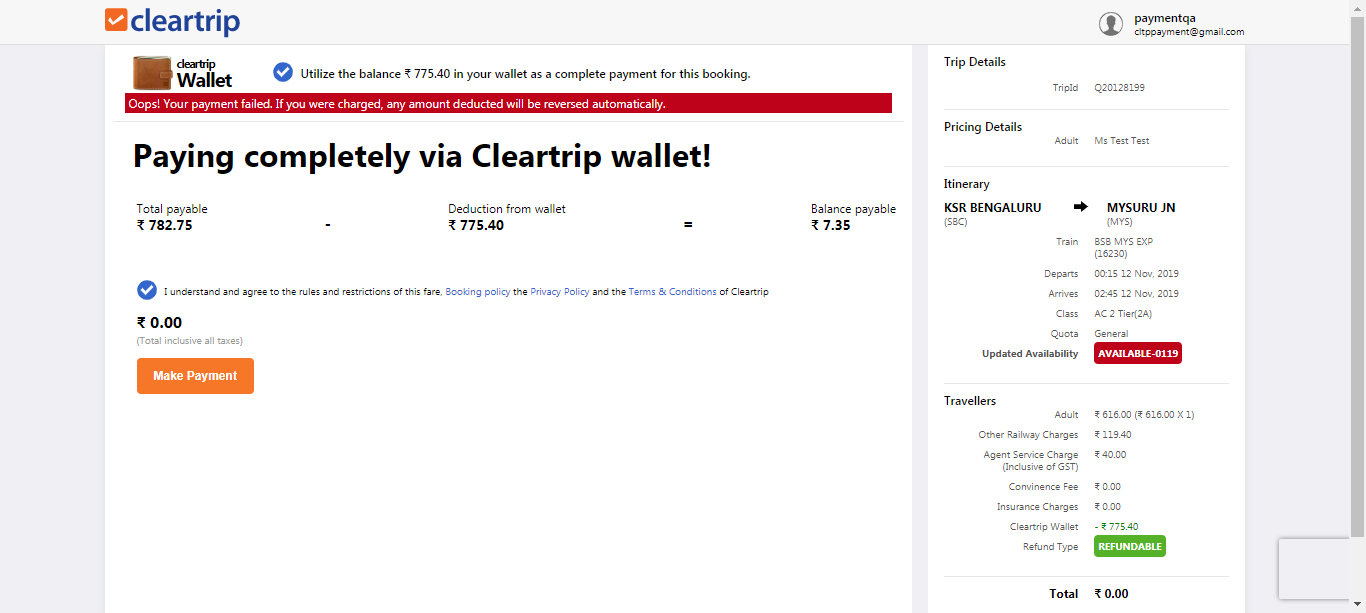 cleartrip
paymentqa
cltppayment@gmail.com
cleartrip
Wallet
Utilize the balance ₹ 775.40 in your wallet as a complete payment for this booking.
Oops! Your payment failed. If you were charged, any amount deducted will be reversed automatically.
Paying completely via Cleartrip wallet!
Total payable
₹ 782.75
-
Deduction from wallet
₹ 775.40
=
Balance payable
₹ 7.35
I understand and agree to the rules and restrictions of this fare, Booking policy the Privacy Policy and the Terms & Conditions of Cleartrip
₹ 0.00
(Total inclusive all taxes)
Make Payment
Trip Details
TripId Q20128199
Pricing Details
Adult Ms Test Test
Itinerary
KSR BENGALURU MYSURU JN
(SBC) (MYS)
Train BSB MYS EXP
(16230)
Departs 00:15 12 Nov, 2019
Arrives 02:45 12 Nov, 2019
Class AC 2 Tier(2A)
Quota General
Updated Availability AVAILABLE-0119
Travellers
Adult ₹ 616.00 (₹ 616.00 X 1)
Other Railway Charges ₹ 119.40
Agent Service Charge ₹ 40.00
(Inclusive of GST)
Convinence Fee ₹ 0.00
Insurance Charges ₹ 0.00
Cleartrip Wallet - ₹ 775.40
Refund Type REFUNDABLE
Total ₹ 0.00